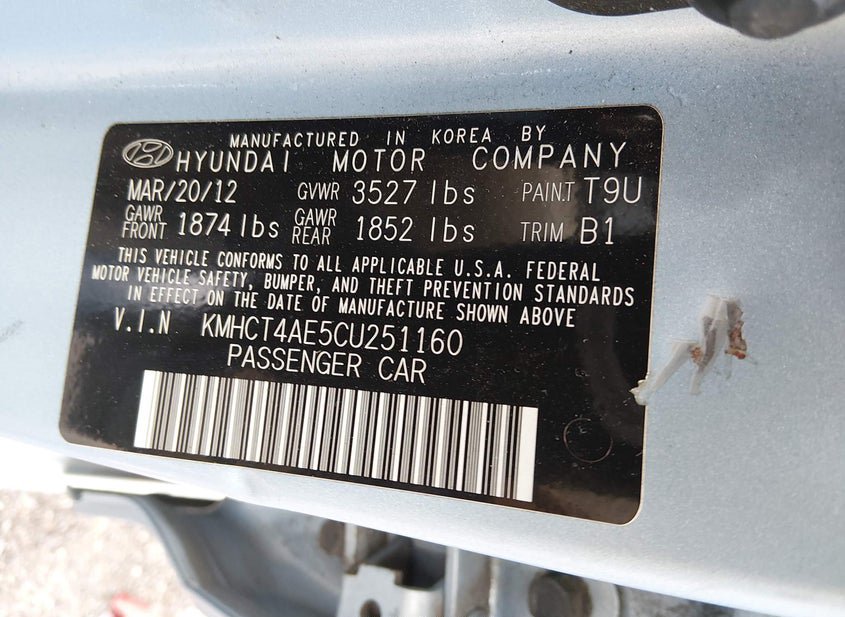 MANUFACTURED IN KOREA BY
HYUNDAI MOTOR COMPANY
MAR/20/12 GVWR 3527 lbs PAINT T9U
GAWR FRONT 1874 lbs GAWR REAR 1852 lbs TRIM B1
THIS VEHICLE CONFORMS TO ALL APPLICABLE U.S.A. FEDERAL
MOTOR VEHICLE SAFETY, BUMPER, AND THEFT PREVENTION STANDARDS
IN EFFECT ON THE DATE OF MANUFACTURE SHOWN ABOVE
V.I.N KMHCT4AE5CU251160
PASSENGER CAR